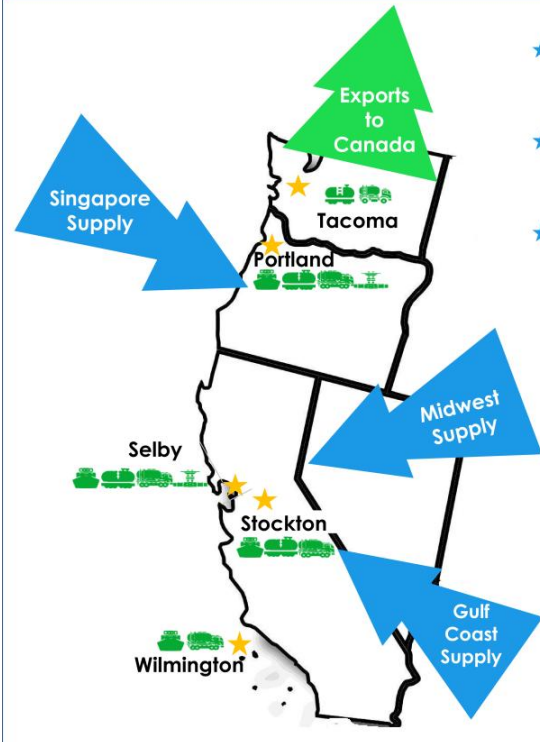 Exports
to
Canada
Singapore
Supply
Tacoma
Portland
Midwest
Supply
Selby
Stockton
Gulf
Coast
Supply
Wilmington